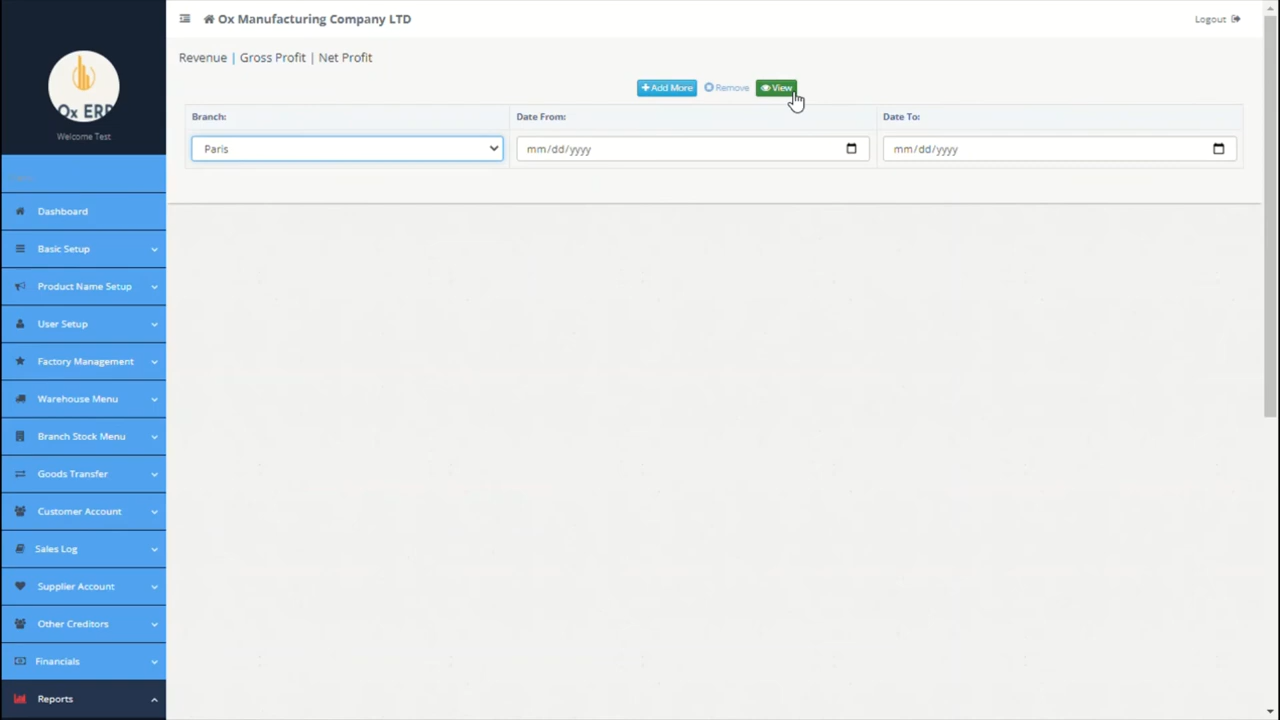 Ox Manufacturing Company LTD
Logout
Revenue | Gross Profit | Net Profit
Add More Remove View
Branch: Date From: Date To:
Paris mm/dd/yyyy mm/dd/yyyy
Ox ERP
Welcome Test
Dashboard
Basic Setup
Product Name Setup
User Setup
Factory Management
Warehouse Menu
Branch Stock Menu
Goods Transfer
Customer Account
Sales Log
Supplier Account
Other Creditors
Financials
Reports